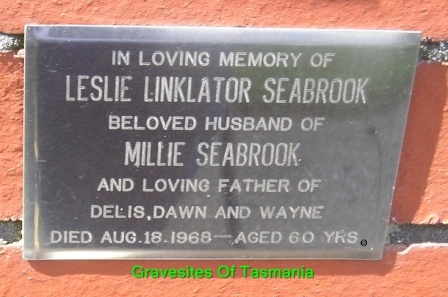 IN LOVING MEMORY OF
LESLIE LINKLATOR SEABROOK
BELOVED HUSBAND OF
MILLIE SEABROOK
AND LOVING FATHER OF
DELIS, DAWN AND WAYNE
DIED AUG. 18. 1968 — AGED 60 YRS
Gravesites Of Tasmania